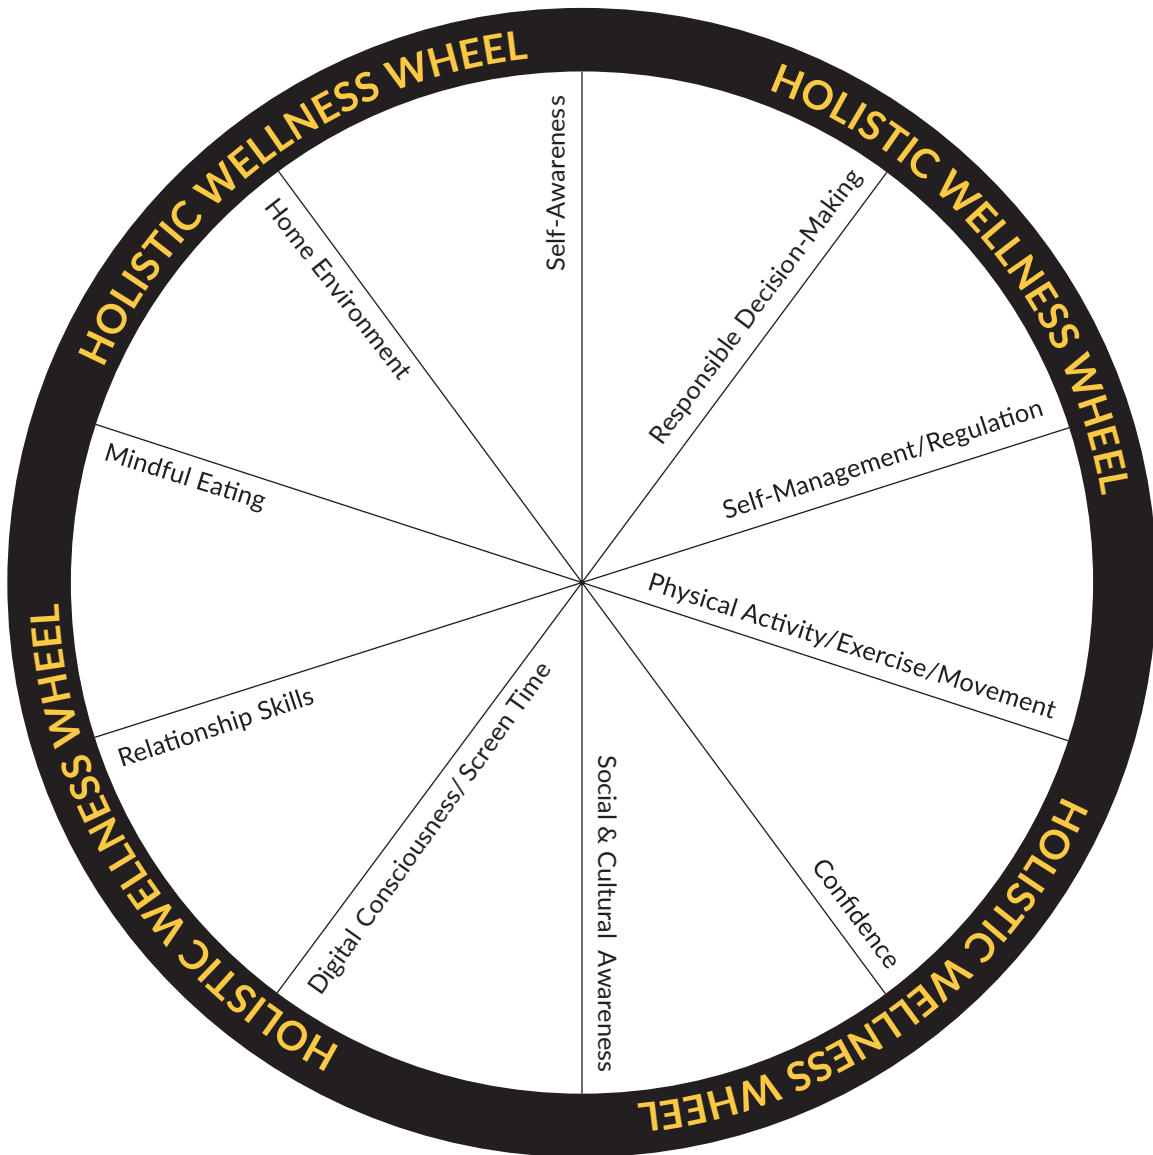 HOLISTIC WELLNESS WHEEL
HOLISTIC WELLNESS WHEEL
HOLISTIC WELLNESS WHEEL
HOLISTIC WELLNESS WHEEL
Self-Awareness
Responsible Decision-Making
Self-Management/Regulation
Physical Activity/Exercise/Movement
Confidence
Social & Cultural Awareness
Digital Consciousness/ Screen Time
Relationship Skills
Mindful Eating
Home Environment